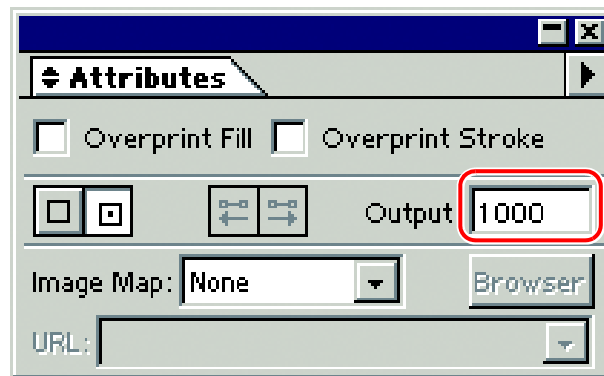 Attributes
Overprint Fill Overprint Stroke
Output 1000
Image Map: None Browser
URL: